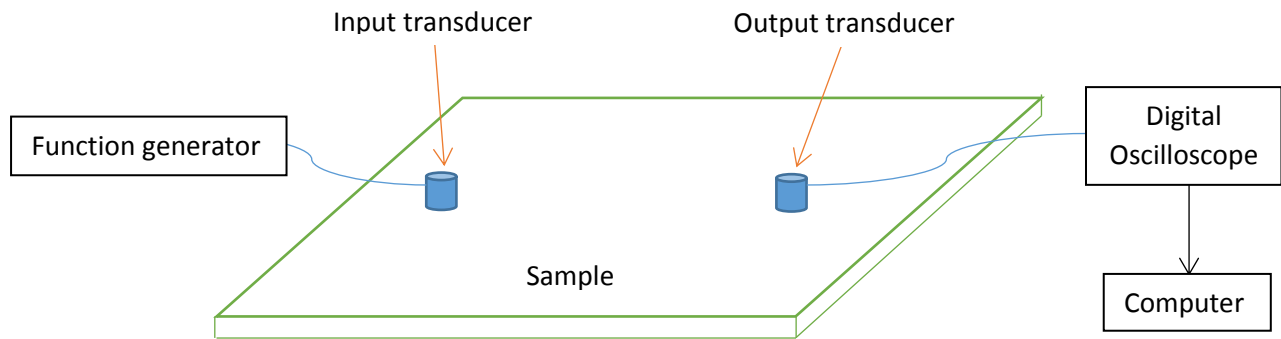 Input transducer
Output transducer
Function generator
Digital
Oscilloscope
Sample
Computer